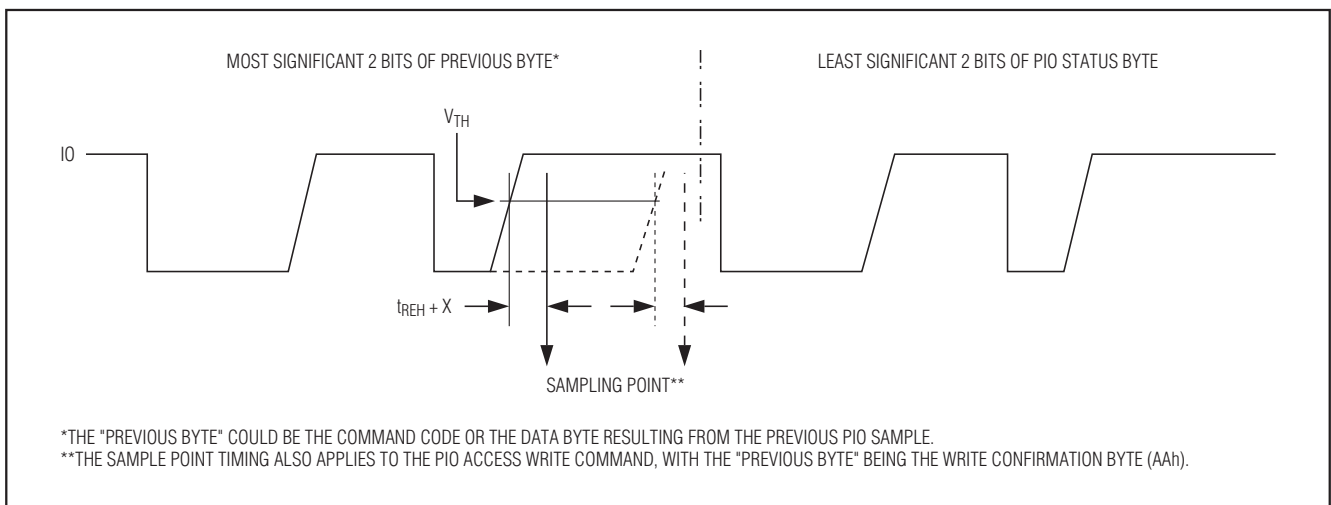 MOST SIGNIFICANT 2 BITS OF PREVIOUS BYTE*
LEAST SIGNIFICANT 2 BITS OF PIO STATUS BYTE
VTH
IO
tREH + X
SAMPLING POINT**
*THE "PREVIOUS BYTE" COULD BE THE COMMAND CODE OR THE DATA BYTE RESULTING FROM THE PREVIOUS PIO SAMPLE.
**THE SAMPLE POINT TIMING ALSO APPLIES TO THE PIO ACCESS WRITE COMMAND, WITH THE "PREVIOUS BYTE" BEING THE WRITE CONFIRMATION BYTE (AAh).